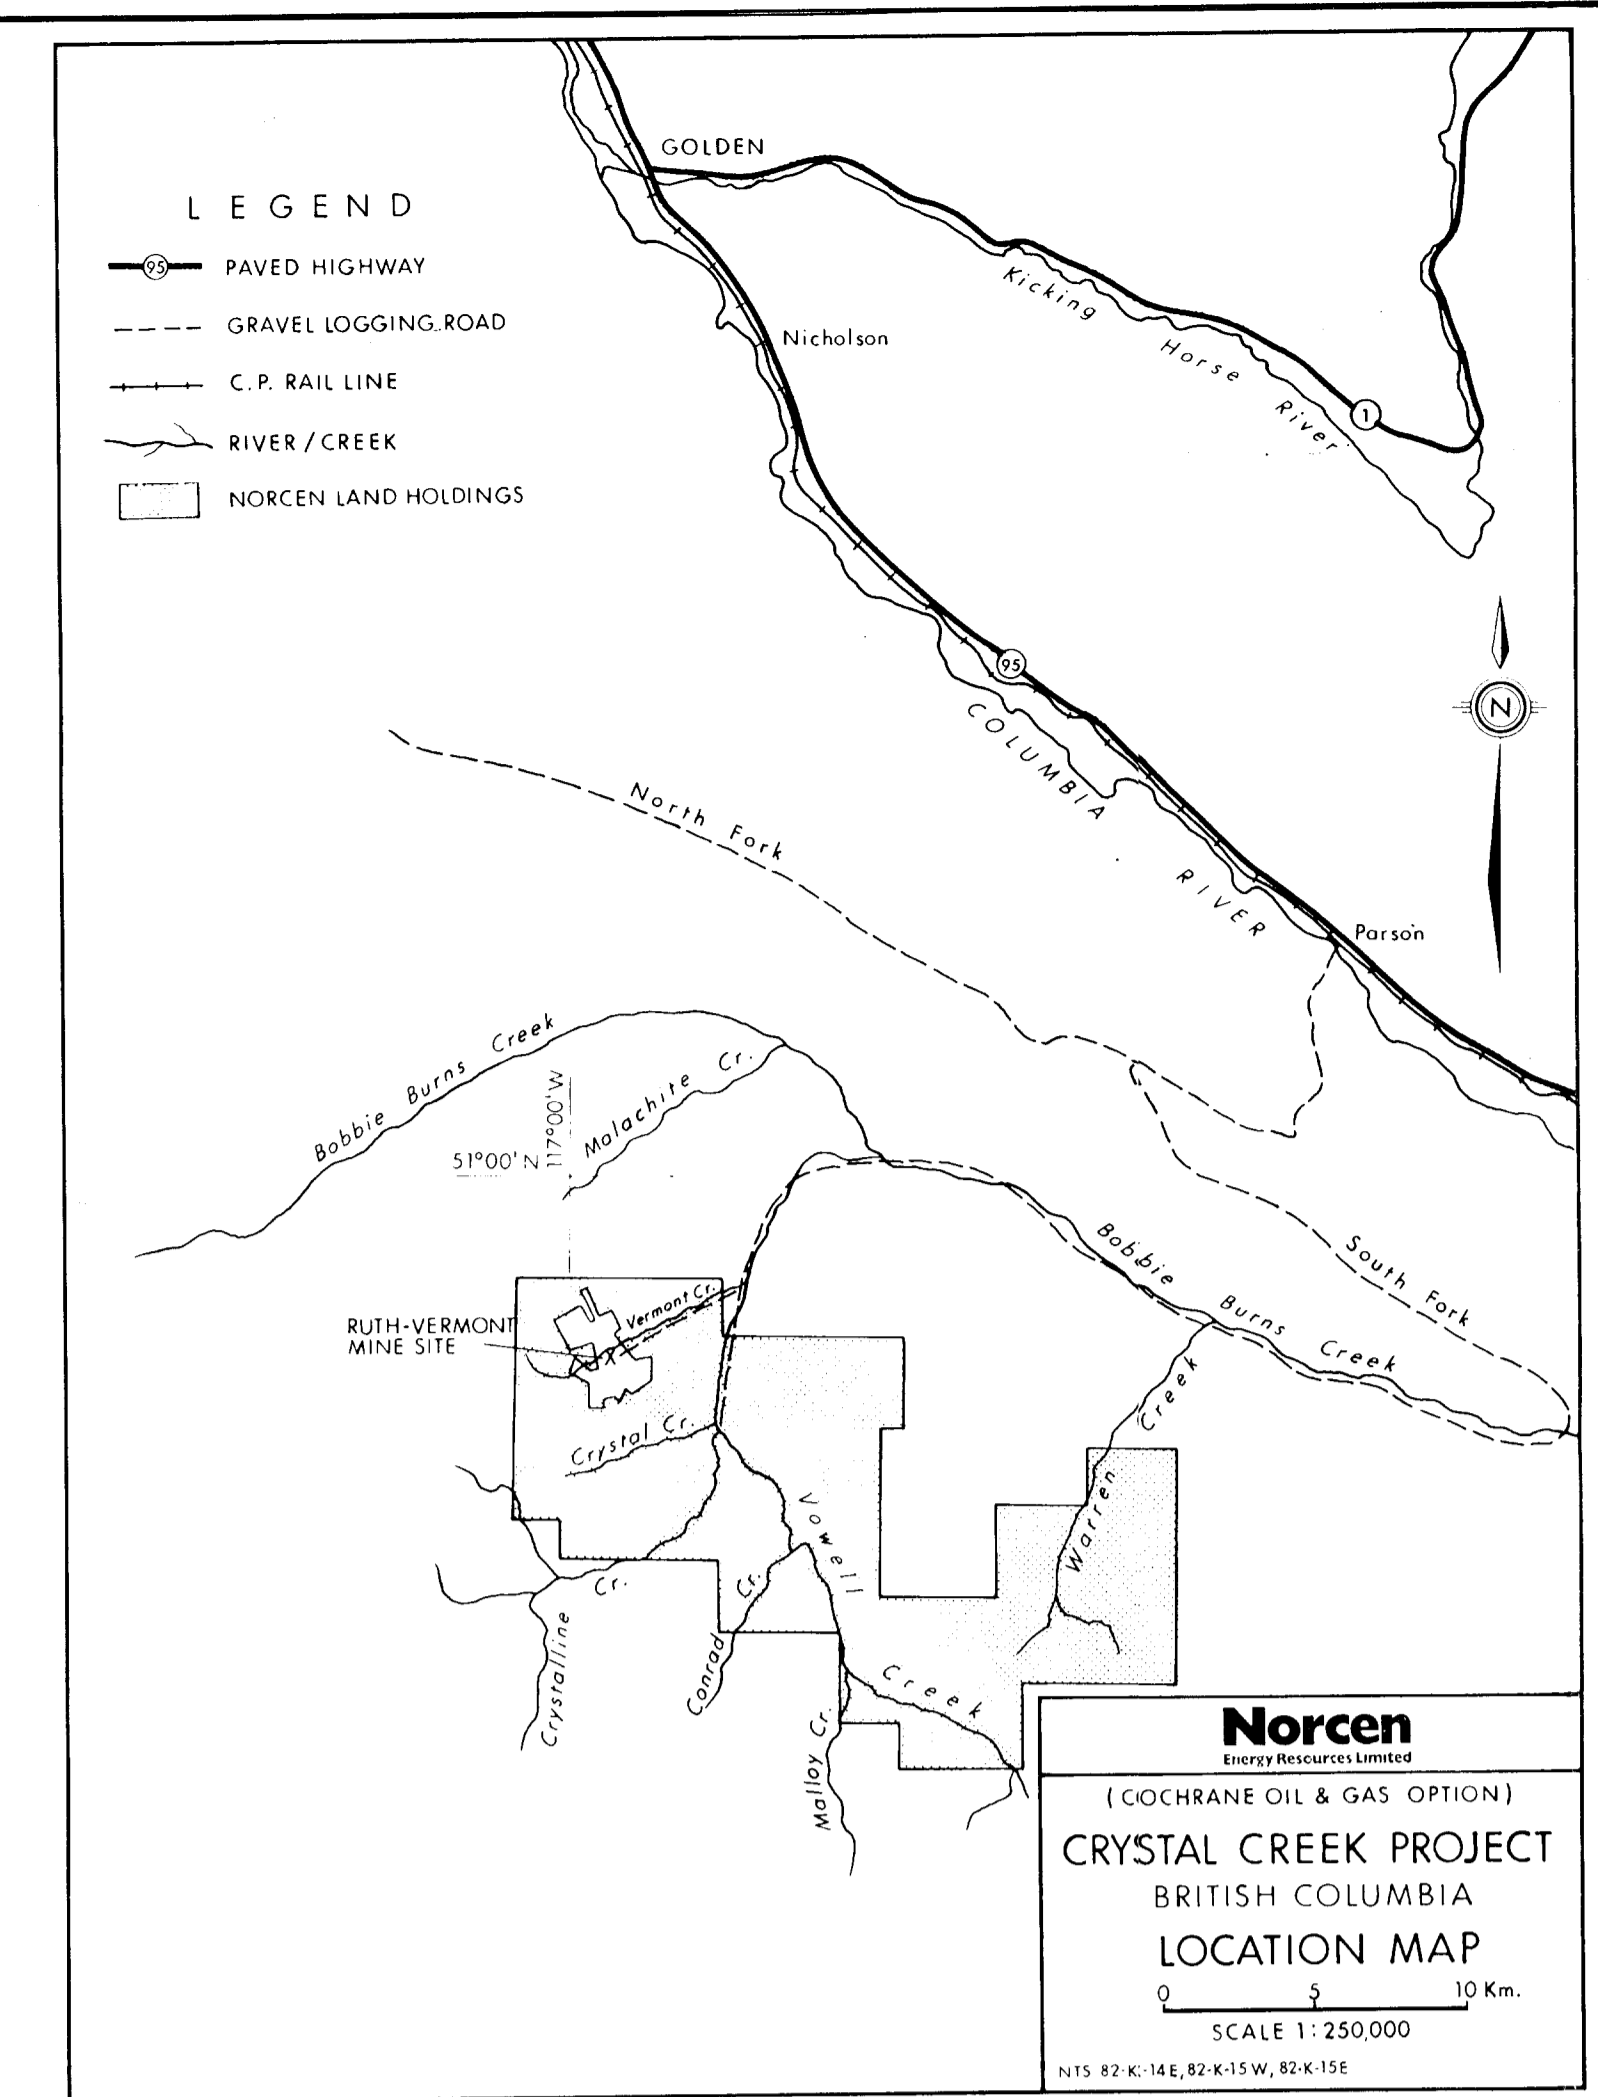 GOLDEN
LEGEND
95 PAVED HIGHWAY
GRAVEL LOGGING ROAD
C.P. RAIL LINE
RIVER / CREEK
NORCEN LAND HOLDINGS
Kicking Horse River
1
Nicholson
95
COLUMBIA RIVER
N
North Fork
Parson
Bobbie Burns Creek
Malachite Cr.
117°00'W
51°00'N
South Fork
Bobbie Burns Creek
RUTH-VERMONT
MINE SITE
Vermont Cr.
X
Crystal Cr.
Vowell Creek
Warren Creek
Crystalline Cr.
Conrad Cr.
Malloy Cr.
Norcen
Energy Resources Limited
(COCHRANE OIL & GAS OPTION)
CRYSTAL CREEK PROJECT
BRITISH COLUMBIA
LOCATION MAP
0 5 10 Km.
SCALE 1:250,000
NTS 82-K-14E, 82-K-15W, 82-K-15E